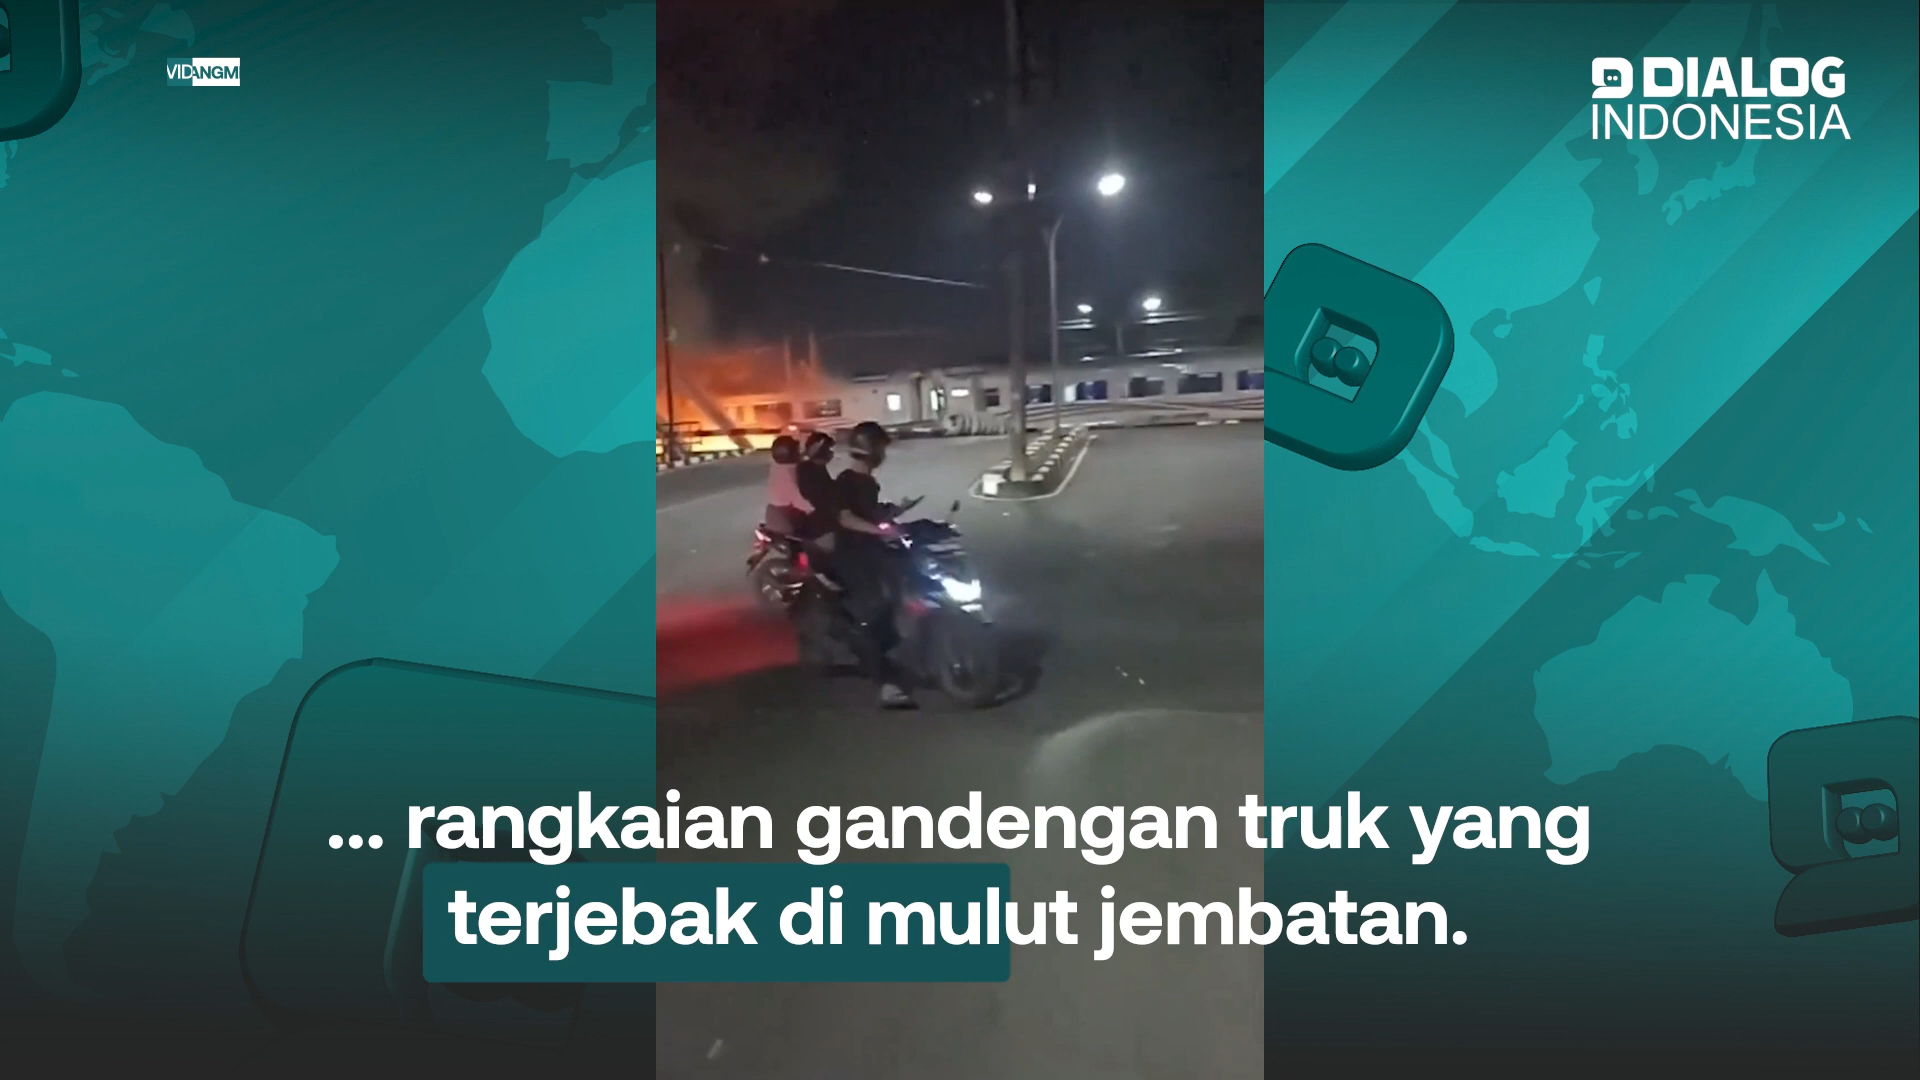 VIDANGM
DIALOG
INDONESIA
... rangkaian gandengan truk yang
terjebak di mulut jembatan.